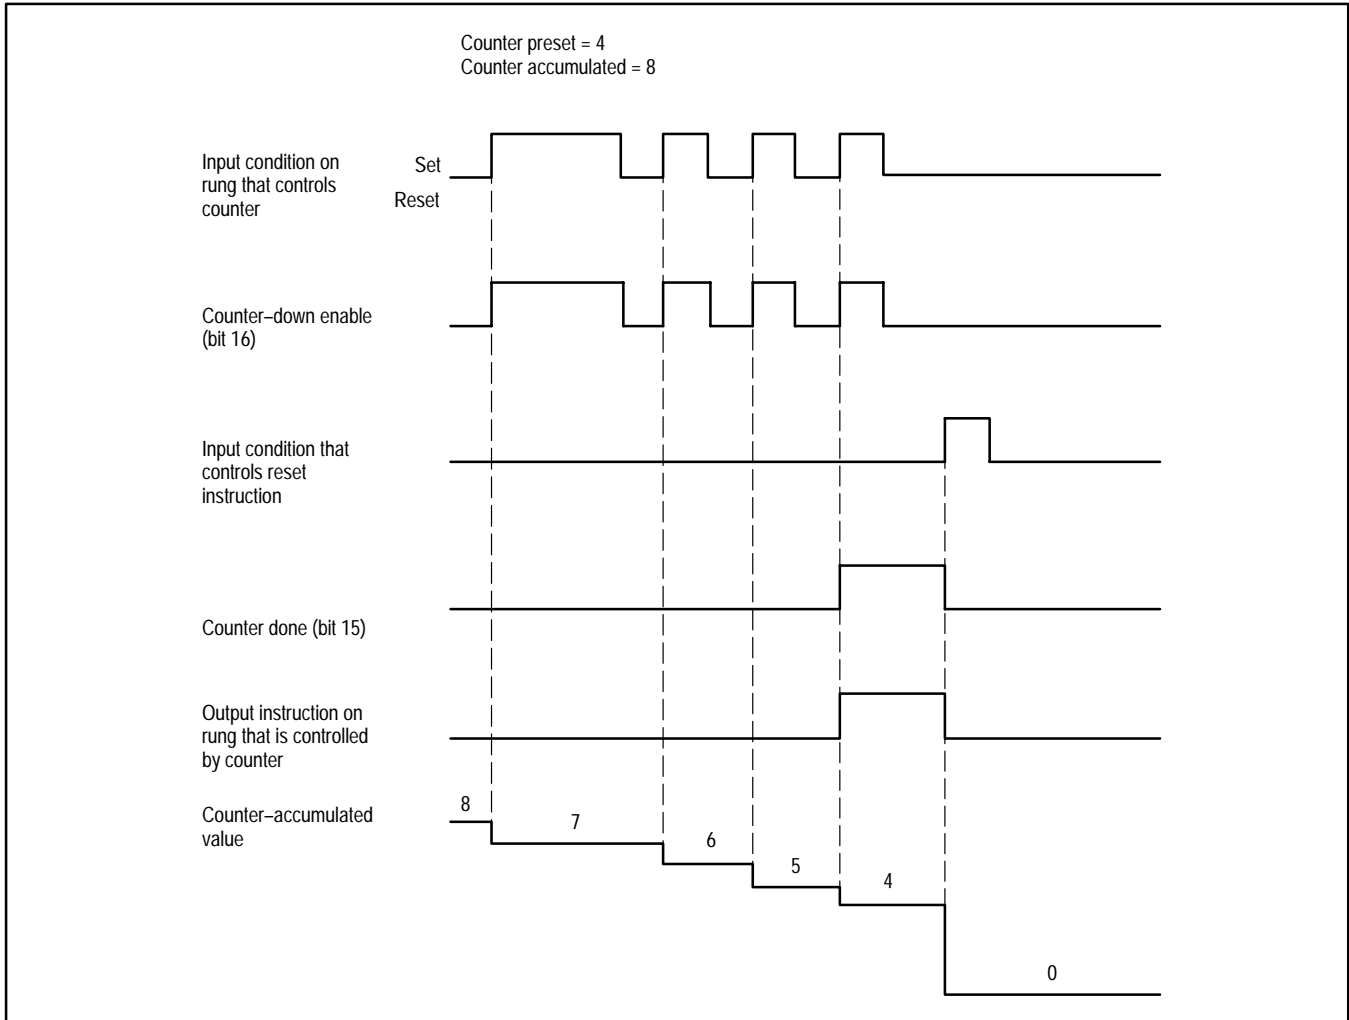 Counter preset = 4
Counter accumulated = 8
Input condition on
rung that controls
counter
Set
Reset
Counter−down enable
(bit 16)
Input condition that
controls reset
instruction
Counter done (bit 15)
Output instruction on
rung that is controlled
by counter
Counter−accumulated
value
8
7
6
5
4
0